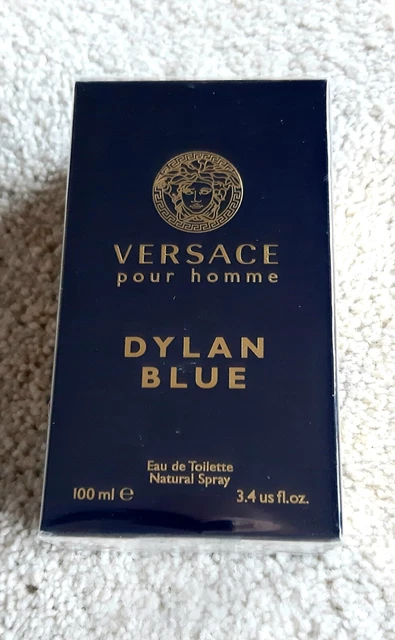 VERSACE
pour homme
DYLAN
BLUE
Eau de Toilette
Natural Spray
100 ml ℮ 3.4 us fl.oz.